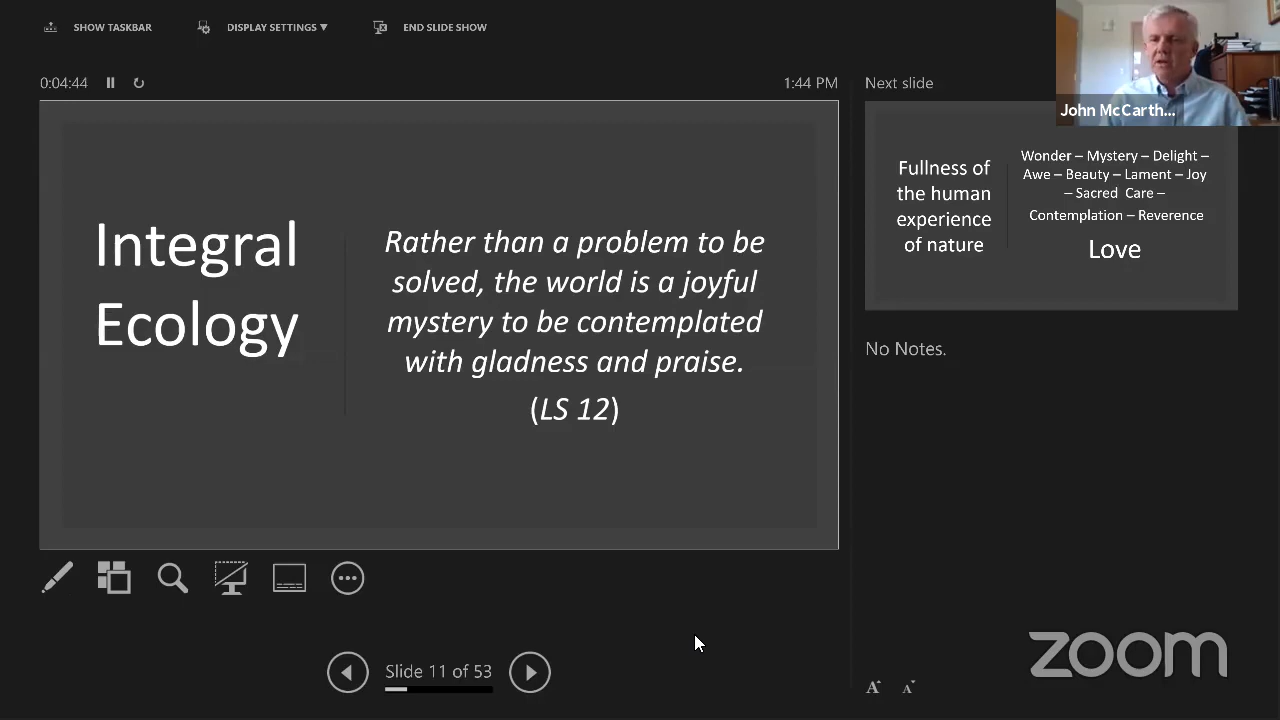 SHOW TASKBAR DISPLAY SETTINGS ▼ END SLIDE SHOW
0:04:44 1:44 PM
Integral
Ecology
Rather than a problem to be
solved, the world is a joyful
mystery to be contemplated
with gladness and praise.
(LS 12)
Slide 11 of 53
Next slide
John McCarth...
Fullness of
the human
experience
of nature
Wonder – Mystery – Delight –
Awe – Beauty – Lament – Joy
– Sacred Care –
Contemplation – Reverence
Love
No Notes.
A A
zoom